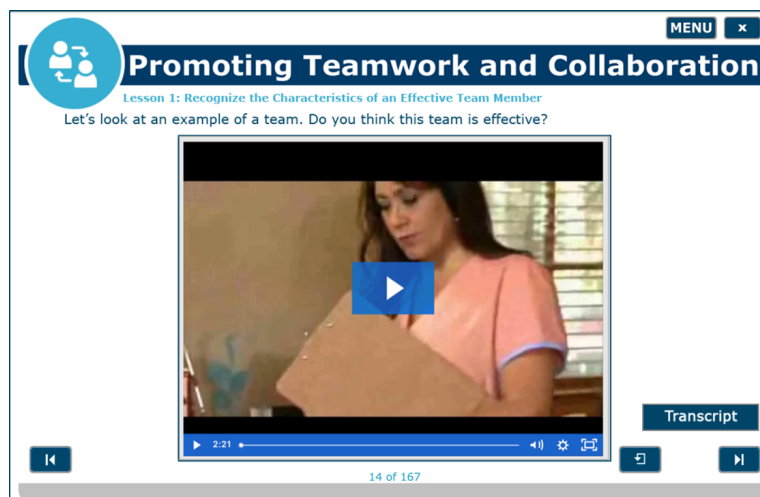 MENU x
Promoting Teamwork and Collaboration
Lesson 1: Recognize the Characteristics of an Effective Team Member
Let’s look at an example of a team. Do you think this team is effective?
2:21
Transcript
14 of 167